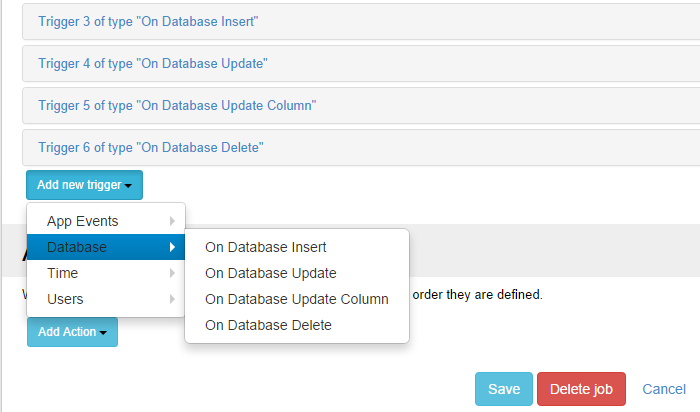 Trigger 3 of type "On Database Insert"
Trigger 4 of type "On Database Update"
Trigger 5 of type "On Database Update Column"
Trigger 6 of type "On Database Delete"
Add new trigger
App Events
Database
Time
Users
On Database Insert
On Database Update
On Database Update Column
On Database Delete
order they are defined.
Add Action
Save
Delete job
Cancel